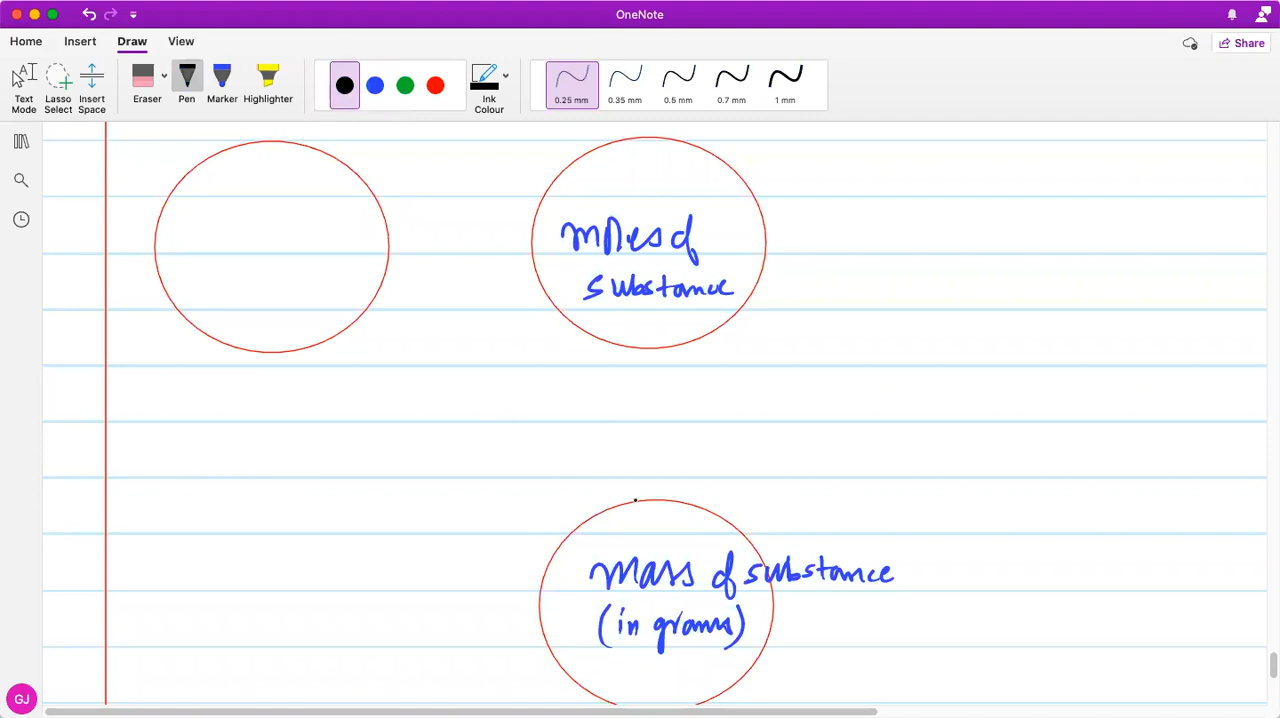 OneNote
Home Insert Draw View
Share
Text Mode
Lasso Select
Insert Space
Eraser
Pen
Marker
Highlighter
Ink Colour
0.25 mm
0.35 mm
0.5 mm
0.7 mm
1 mm
moles of
substance
mass of substance
(in grams)
GJ